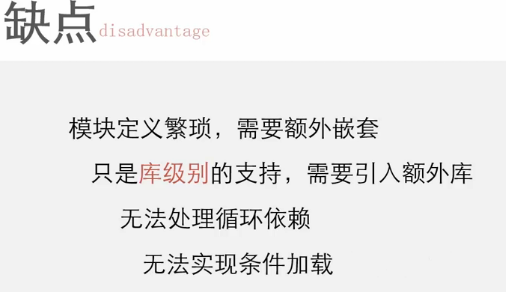 缺点disadvantage
模块定义繁琐，需要额外嵌套
只是库级别的支持，需要引入额外库
无法处理循环依赖
无法实现条件加载